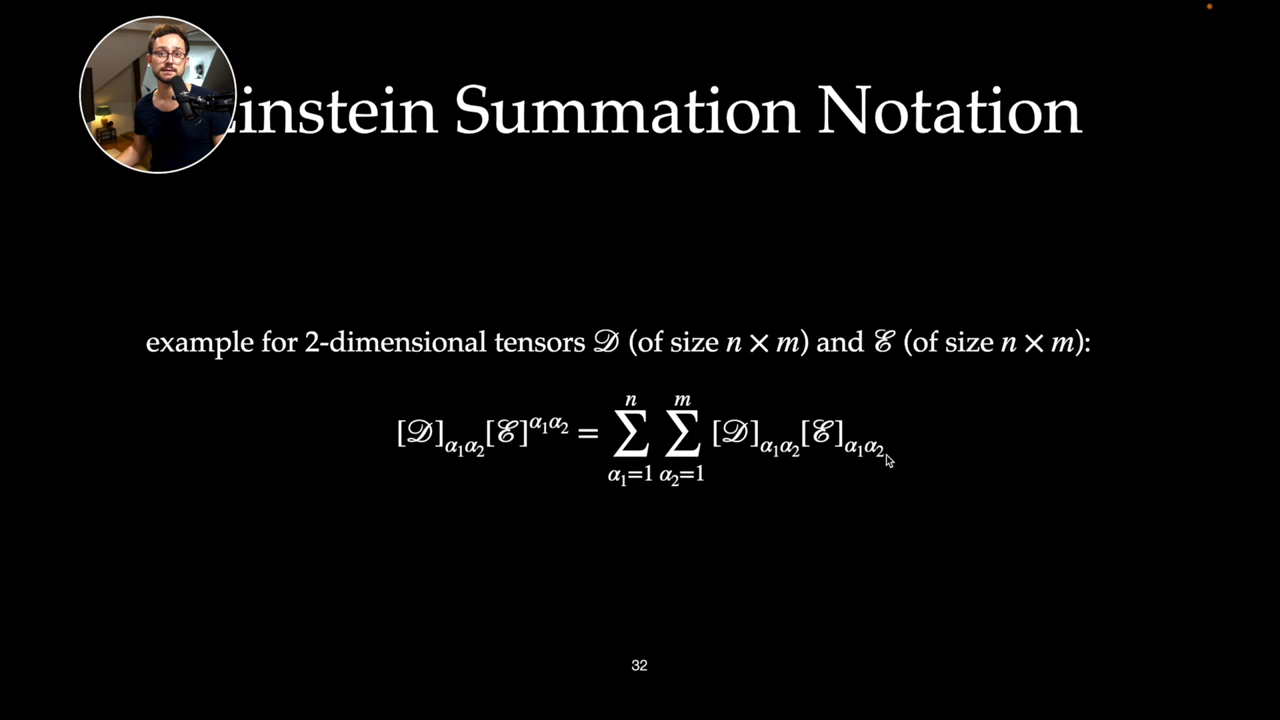 Einstein Summation Notation
example for 2-dimensional tensors 𝒟 (of size n × m) and ℰ (of size n × m):
[𝒟]_{α₁α₂}[ℰ]^{α₁α₂} = ∑_{α₁=1}^{n} ∑_{α₂=1}^{m} [𝒟]_{α₁α₂}[ℰ]_{α₁α₂}
32